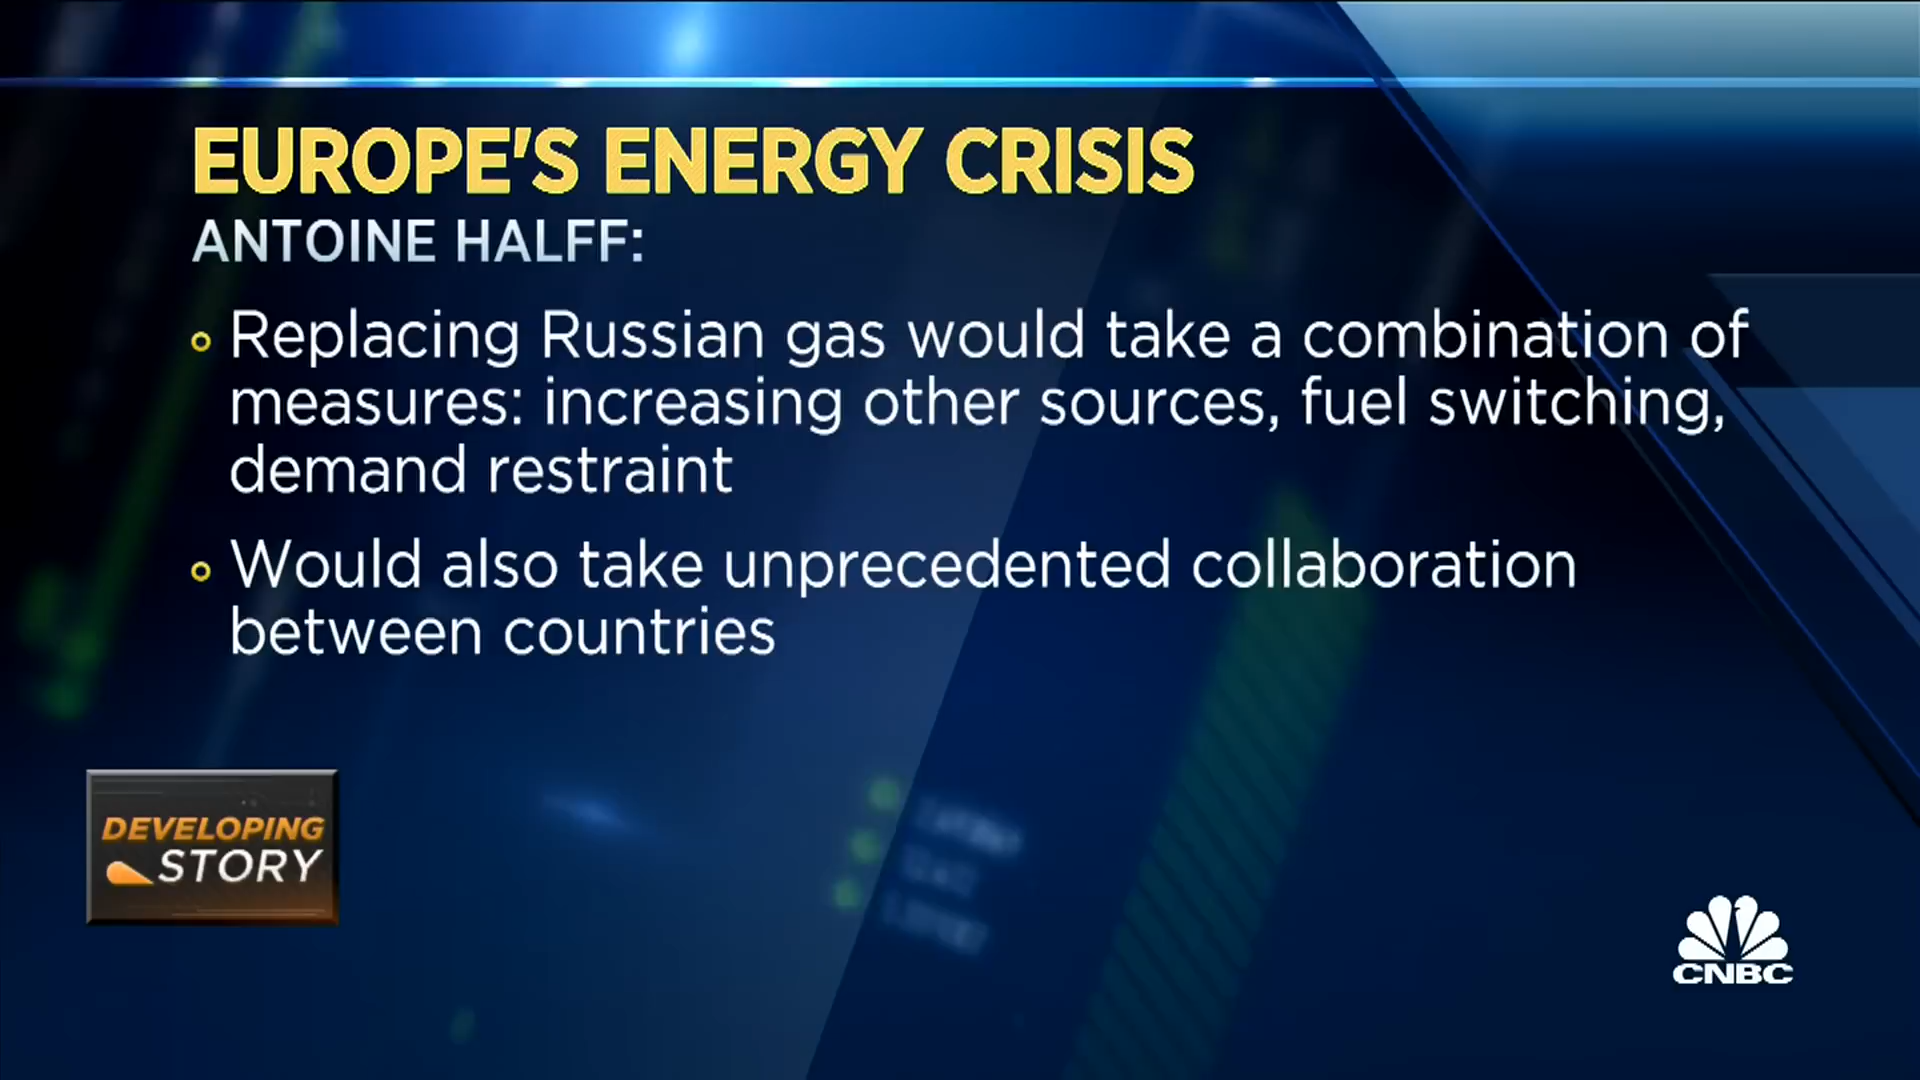 EUROPE'S ENERGY CRISIS
ANTOINE HALFF:
Replacing Russian gas would take a combination of
measures: increasing other sources, fuel switching,
demand restraint
Would also take unprecedented collaboration
between countries
DEVELOPING
STORY
CNBC